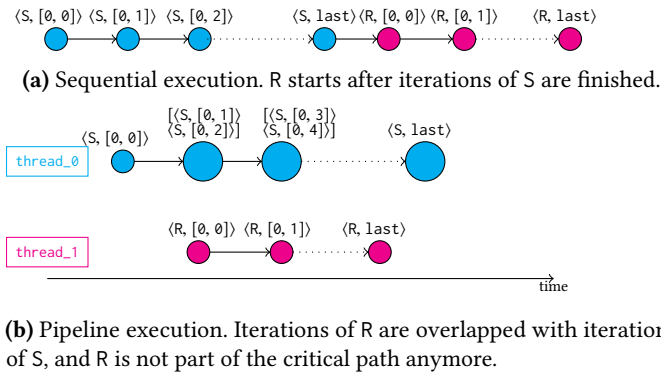 ⟨S, [0, 0]⟩ ⟨S, [0, 1]⟩ ⟨S, [0, 2]⟩ ⟨S, last⟩ ⟨R, [0, 0]⟩ ⟨R, [0, 1]⟩ ⟨R, last⟩
(a) Sequential execution. R starts after iterations of S are finished.
[⟨S, [0, 1]⟩ [⟨S, [0, 3]⟩
⟨S, [0, 0]⟩ ⟨S, [0, 2]⟩] ⟨S, [0, 4]⟩] ⟨S, last⟩
thread_0
⟨R, [0, 0]⟩ ⟨R, [0, 1]⟩ ⟨R, last⟩
thread_1
time
(b) Pipeline execution. Iterations of R are overlapped with iteration
of S, and R is not part of the critical path anymore.